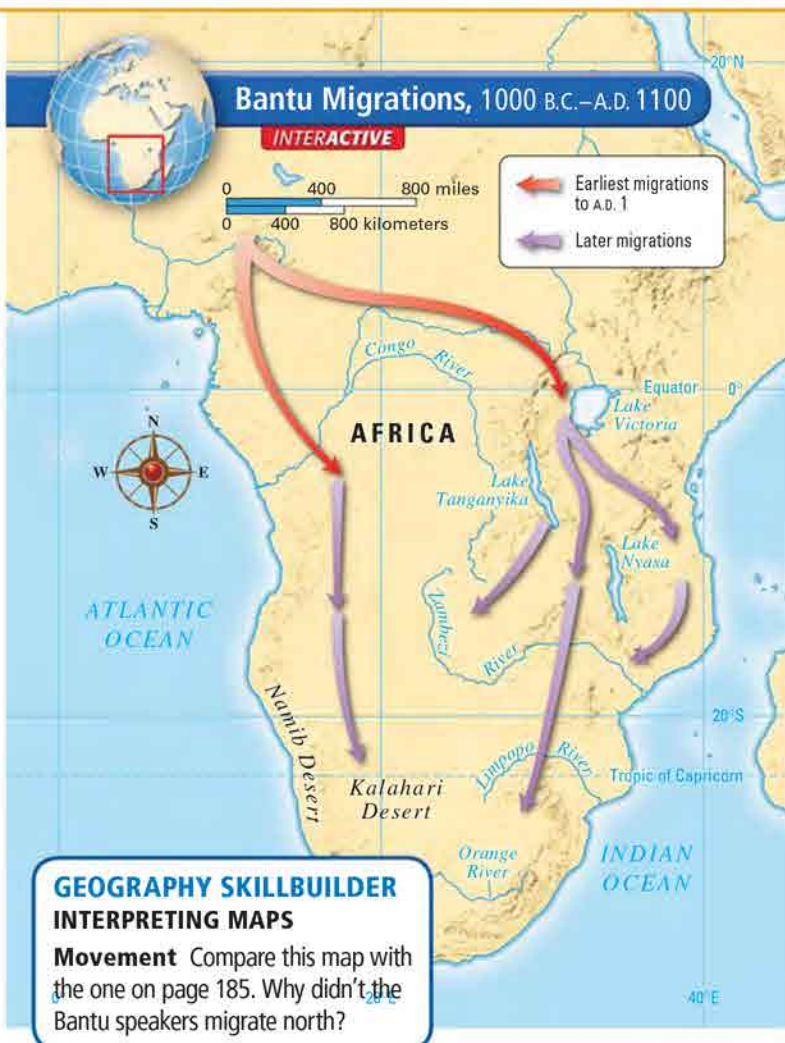 20°N
Bantu Migrations, 1000 B.C.–A.D. 1100
INTERACTIVE
0 400 800 miles
0 400 800 kilometers
Earliest migrations
to A.D. 1
Later migrations
Congo River
Equator 0°
Lake
Victoria
AFRICA
N
W E
S
Lake
Tanganyika
Lake
Nyasa
ATLANTIC
OCEAN
Zambezi
River
Namib Desert
20°S
Limpopo River
Tropic of Capricorn
Kalahari
Desert
Orange
River
INDIAN
OCEAN
GEOGRAPHY SKILLBUILDER
INTERPRETING MAPS
Movement Compare this map with
the one on page 185. Why didn't the
Bantu speakers migrate north?
0° 20°E 40°E